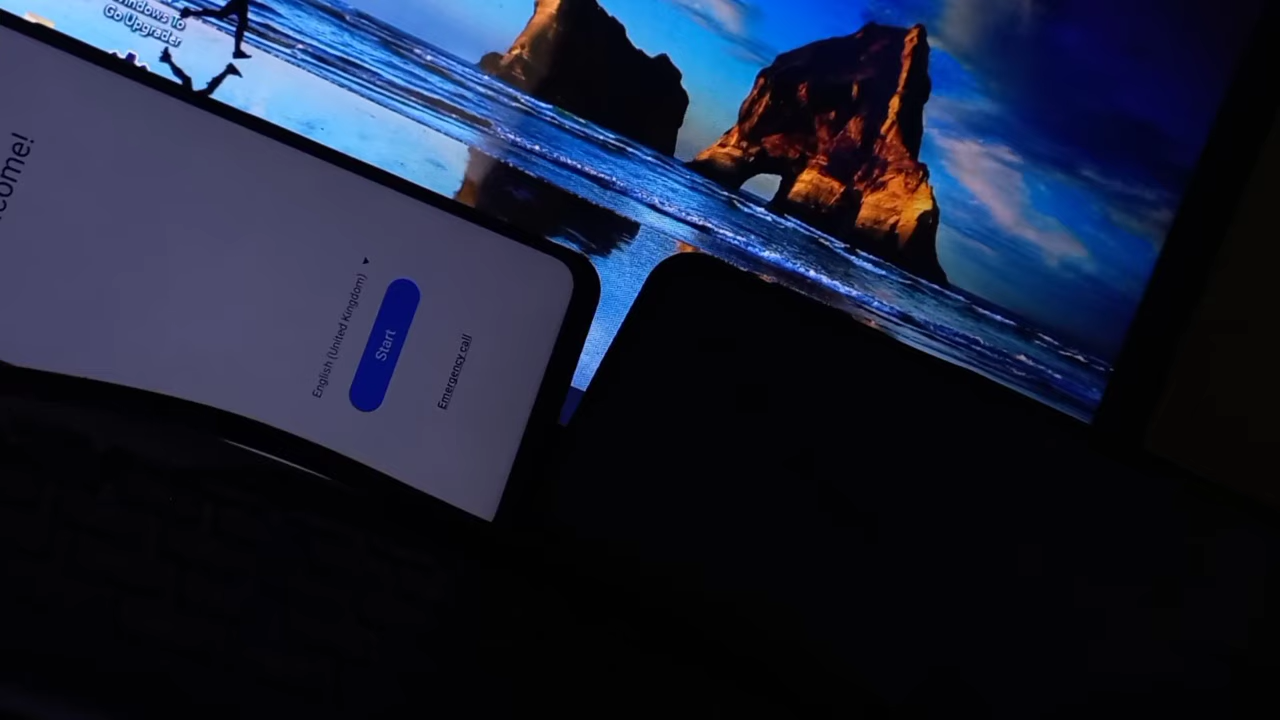 Windows To
Go Upgrader
come!
English (United Kingdom)
Start
Emergency call